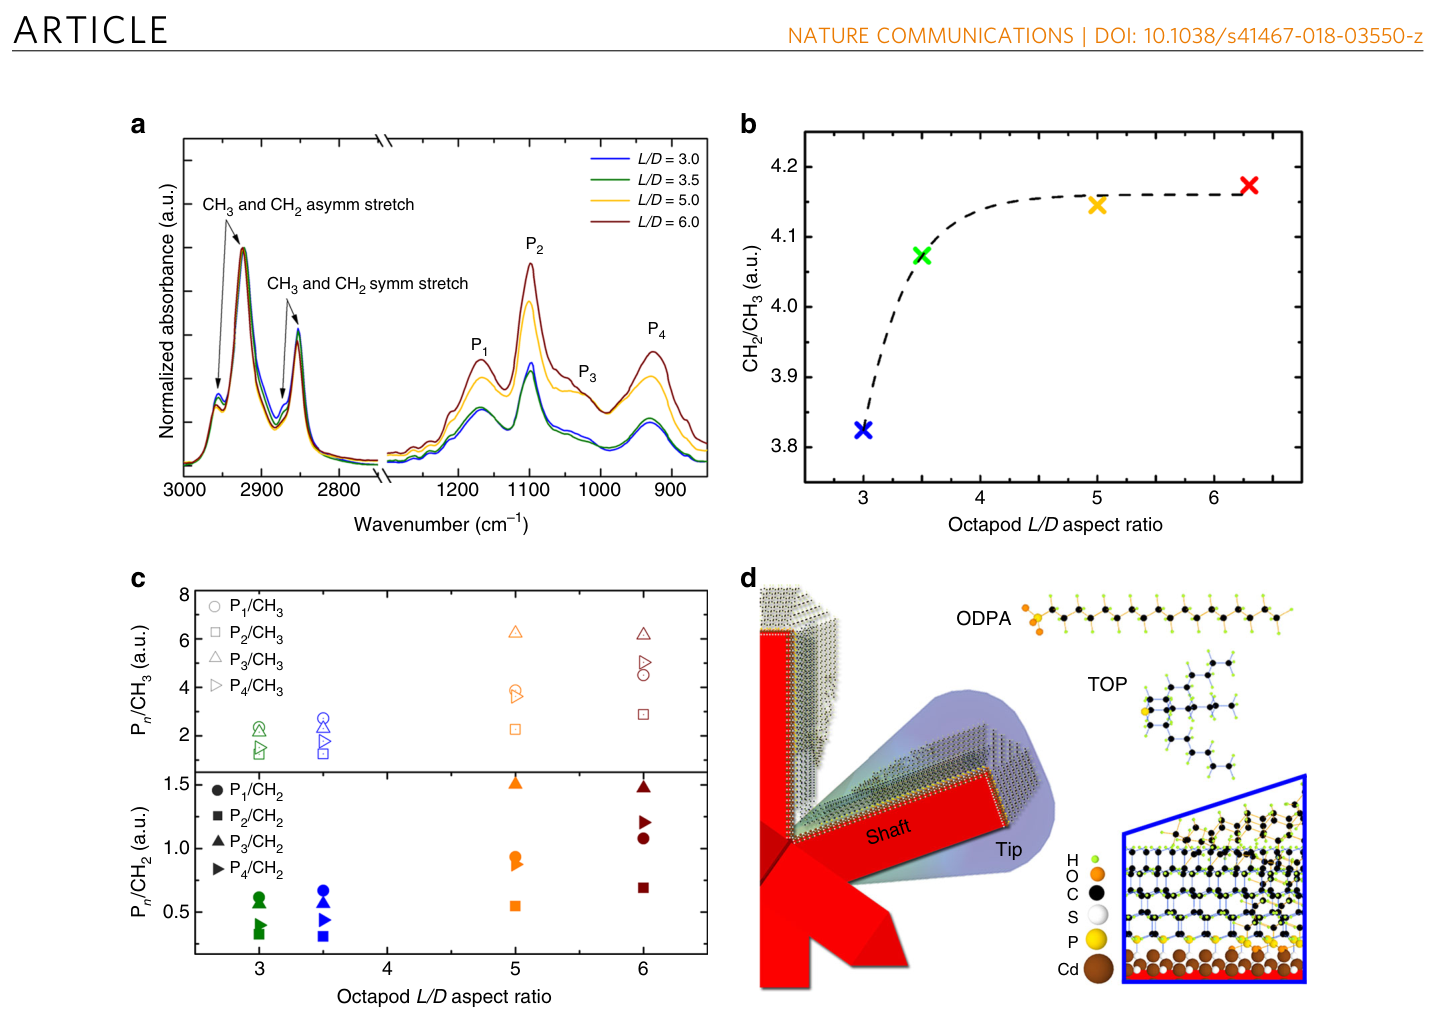 ARTICLE
NATURE COMMUNICATIONS | DOI: 10.1038/s41467-018-03550-z
a
Normalized absorbance (a.u.)
CH3 and CH2 asymm stretch
CH3 and CH2 symm stretch
L/D = 3.0
L/D = 3.5
L/D = 5.0
L/D = 6.0
P1
P2
P3
P4
3000 2900 2800 1200 1100 1000 900
Wavenumber (cm−1)
b
CH2/CH3 (a.u.)
4.2
4.1
4.0
3.9
3.8
3 4 5 6
Octapod L/D aspect ratio
c
Pn/CH3 (a.u.)
8
6
4
2
P1/CH3
P2/CH3
P3/CH3
P4/CH3
Pn/CH2 (a.u.)
1.5
1.0
0.5
P1/CH2
P2/CH2
P3/CH2
P4/CH2
3 4 5 6
Octapod L/D aspect ratio
d
ODPA
TOP
Shaft
Tip
H
O
C
S
P
Cd